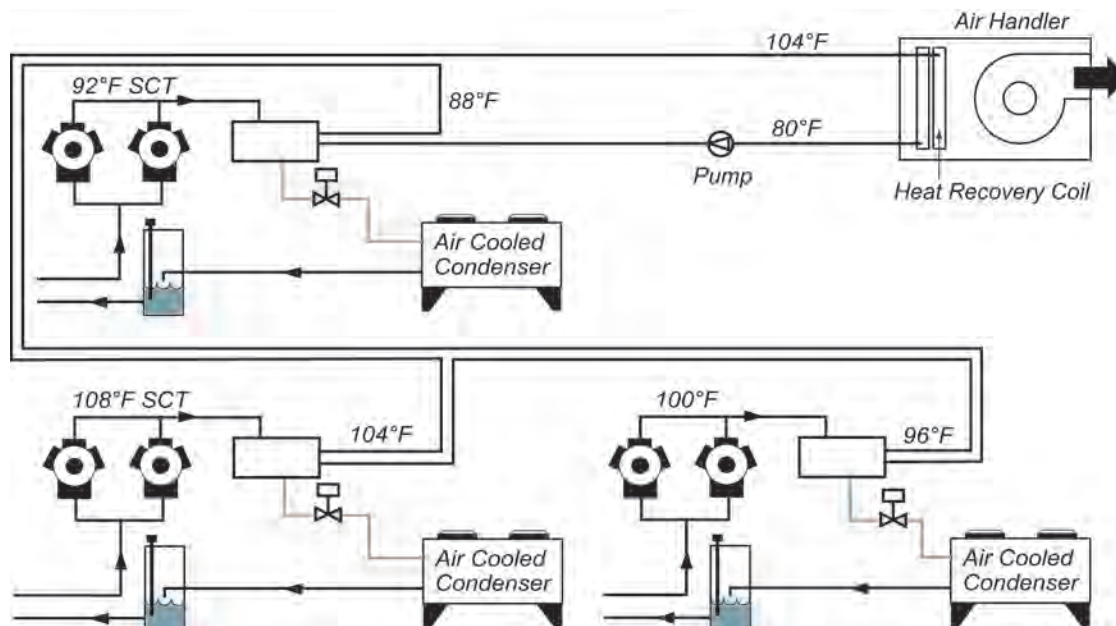 Air Handler
104°F
92°F SCT
88°F
80°F
Pump
Heat Recovery Coil
Air Cooled
Condenser
108°F SCT
104°F
100°F
96°F
Air Cooled
Condenser
Air Cooled
Condenser